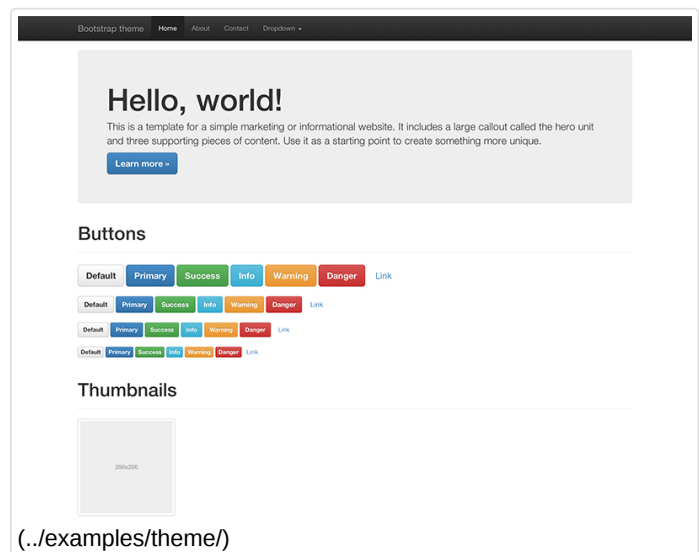 Bootstrap theme Home About Contact Dropdown
Hello, world!
This is a template for a simple marketing or informational website. It includes a large callout called the hero unit
and three supporting pieces of content. Use it as a starting point to create something more unique.
Learn more »
Buttons
Default Primary Success Info Warning Danger Link
Default Primary Success Info Warning Danger Link
Default Primary Success Info Warning Danger Link
Default Primary Success Info Warning Danger Link
Thumbnails
200x200
(../examples/theme/)